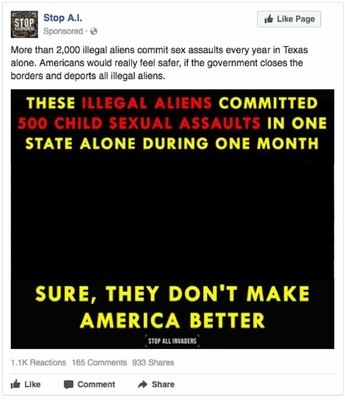 STOP
Stop A.I.
Sponsored ·
Like Page
More than 2,000 illegal aliens commit sex assaults every year in Texas
alone. Americans would really feel safer, if the government closes the
borders and deports all illegal aliens.
THESE ILLEGAL ALIENS COMMITTED
500 CHILD SEXUAL ASSAULTS IN ONE
STATE ALONE DURING ONE MONTH
SURE, THEY DON'T MAKE
AMERICA BETTER
STOP ALL INVADERS
1.1K Reactions 165 Comments 933 Shares
Like Comment Share